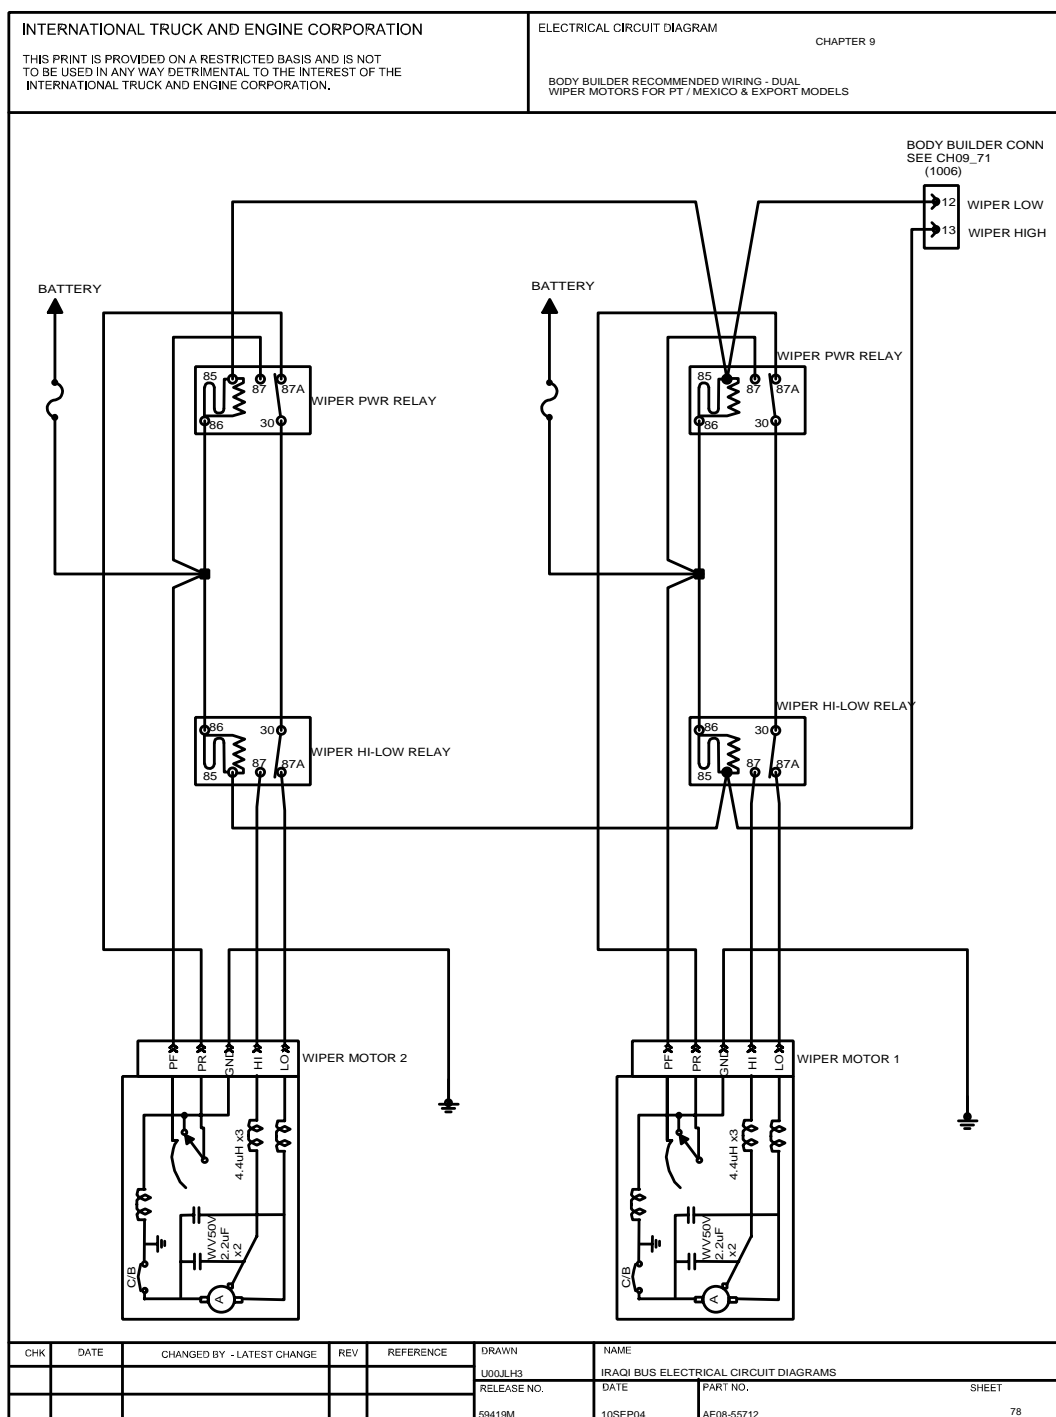 INTERNATIONAL TRUCK AND ENGINE CORPORATION
THIS PRINT IS PROVIDED ON A RESTRICTED BASIS AND IS NOT
TO BE USED IN ANY WAY DETRIMENTAL TO THE INTEREST OF THE
INTERNATIONAL TRUCK AND ENGINE CORPORATION.
ELECTRICAL CIRCUIT DIAGRAM
CHAPTER 9
BODY BUILDER RECOMMENDED WIRING - DUAL
WIPER MOTORS FOR PT / MEXICO & EXPORT MODELS
BODY BUILDER CONN
SEE CH09_71
(1006)
12 WIPER LOW
13 WIPER HIGH
BATTERY
BATTERY
WIPER PWR RELAY
85 87 87A
86 30
WIPER PWR RELAY
85 87 87A
86 30
WIPER HI-LOW RELAY
86 30
85 87 87A
WIPER HI-LOW RELAY
86 30
85 87 87A
PF PR GND HI LO
WIPER MOTOR 2
PF PR GND HI LO
WIPER MOTOR 1
4.4uH x3
WV50V
2.2uF
x2
C/B
A
4.4uH x3
WV50V
2.2uF
x2
C/B
A
CHK DATE CHANGED BY - LATEST CHANGE REV REFERENCE
DRAWN
U00JLH3
NAME
IRAQI BUS ELECTRICAL CIRCUIT DIAGRAMS
RELEASE NO.
59419M
DATE
10SEP04
PART NO.
AE08-55712
SHEET
78